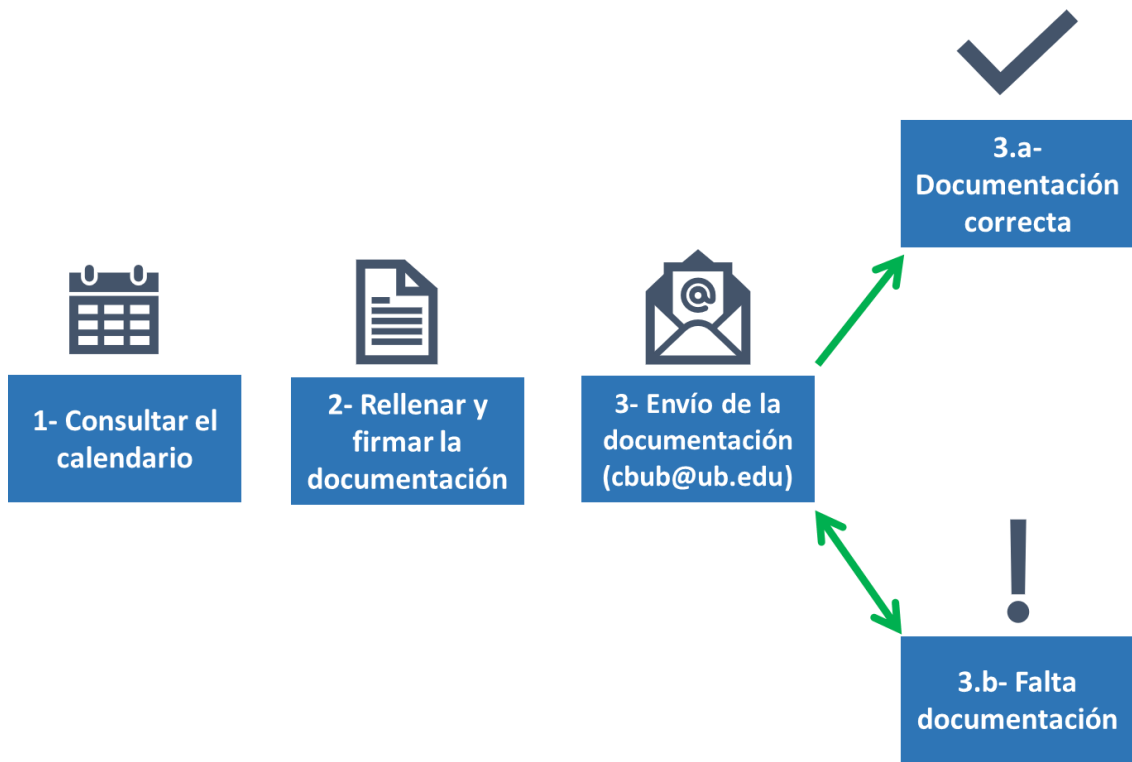 1- Consultar el
calendario
2- Rellenar y
firmar la
documentación
@
3- Envío de la
documentación
(cbub@ub.edu)
3.a-
Documentación
correcta
!
3.b- Falta
documentación